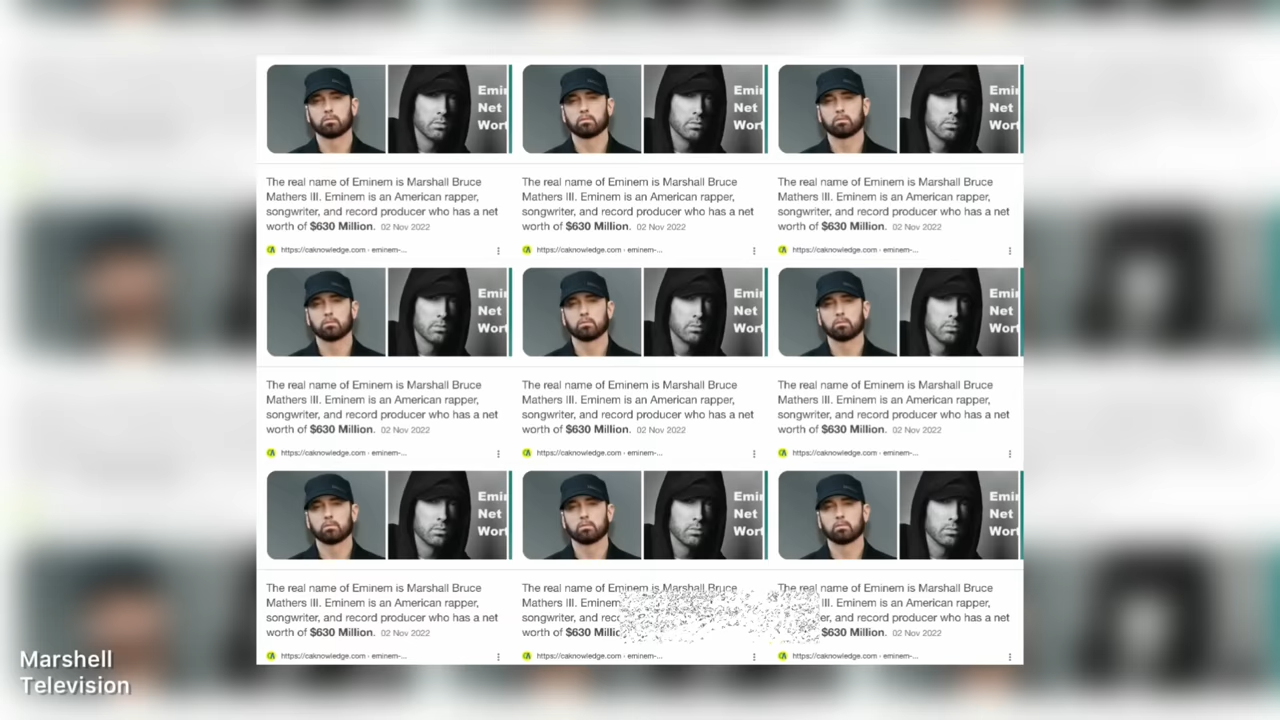 Emi
Net
Wor
Emi
Net
Wor
Emi
Net
Wor
The real name of Eminem is Marshall Bruce
Mathers III. Eminem is an American rapper,
songwriter, and record producer who has a net
worth of $630 Million. 02 Nov 2022
https://caknowledge.com › eminem-...
The real name of Eminem is Marshall Bruce
Mathers III. Eminem is an American rapper,
songwriter, and record producer who has a net
worth of $630 Million. 02 Nov 2022
https://caknowledge.com › eminem-...
The real name of Eminem is Marshall Bruce
Mathers III. Eminem is an American rapper,
songwriter, and record producer who has a net
worth of $630 Million. 02 Nov 2022
https://caknowledge.com › eminem-...
Emi
Net
Wor
Emi
Net
Wor
Emi
Net
Wor
The real name of Eminem is Marshall Bruce
Mathers III. Eminem is an American rapper,
songwriter, and record producer who has a net
worth of $630 Million. 02 Nov 2022
https://caknowledge.com › eminem-...
The real name of Eminem is Marshall Bruce
Mathers III. Eminem is an American rapper,
songwriter, and record producer who has a net
worth of $630 Million. 02 Nov 2022
https://caknowledge.com › eminem-...
The real name of Eminem is Marshall Bruce
Mathers III. Eminem is an American rapper,
songwriter, and record producer who has a net
worth of $630 Million. 02 Nov 2022
https://caknowledge.com › eminem-...
Emi
Net
Wor
Emi
Net
Wor
Emi
Net
Wor
The real name of Eminem is Marshall Bruce
Mathers III. Eminem is an American rapper,
songwriter, and record producer who has a net
worth of $630 Million. 02 Nov 2022
https://caknowledge.com › eminem-...
The real name of Eminem is Marshall Bruce
Mathers III. Eminem
songwriter, and
worth of $630
https://caknowledge.com › eminem-...
The real name of Eminem is Marshall Bruce
III. Eminem is an American rapper,
and record producer who has a net
$630 Million. 02 Nov 2022
https://caknowledge.com › eminem-...
Marshell
Television